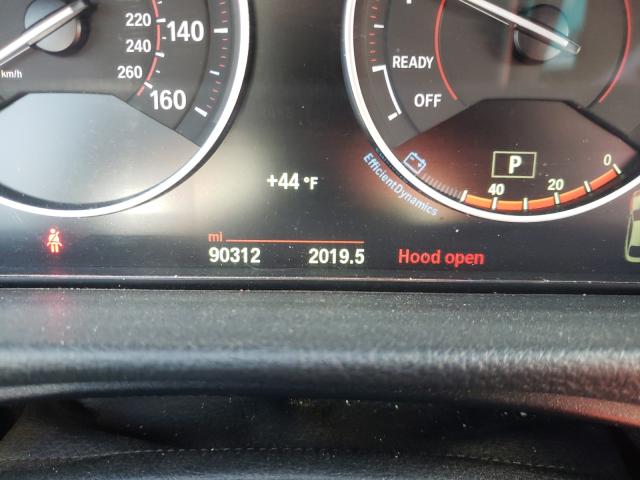 220
240
260
km/h
140
160
READY
OFF
EfficientDynamics
P
40
20
0
+44 °F
mi
90312
2019.5
Hood open